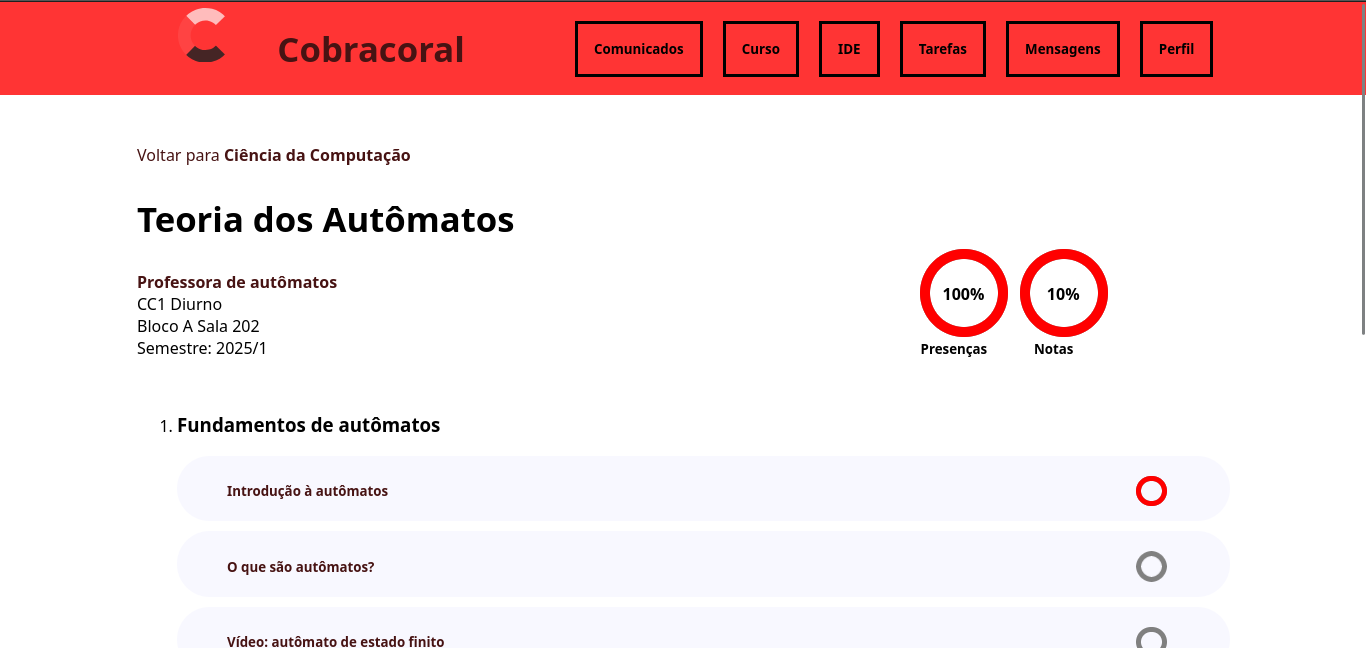 Cobracoral
Comunicados
Curso
IDE
Tarefas
Mensagens
Perfil
Voltar para Ciência da Computação
Teoria dos Autômatos
Professora de autômatos
CC1 Diurno
Bloco A Sala 202
Semestre: 2025/1
100%
Presenças
10%
Notas
1. Fundamentos de autômatos
Introdução à autômatos
O que são autômatos?
Vídeo: autômato de estado finito